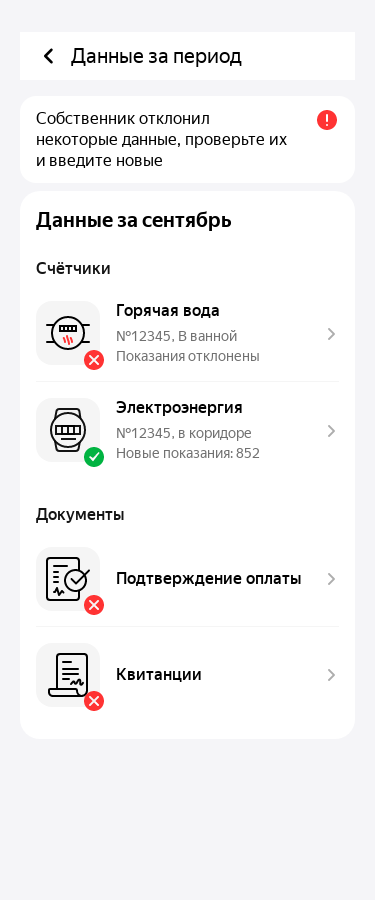 Данные за период
Собственник отклонил
некоторые данные, проверьте их
и введите новые
Данные за сентябрь
Счётчики
Горячая вода
№12345, В ванной
Показания отклонены
Электроэнергия
№12345, в коридоре
Новые показания: 852
Документы
Подтверждение оплаты
Квитанции